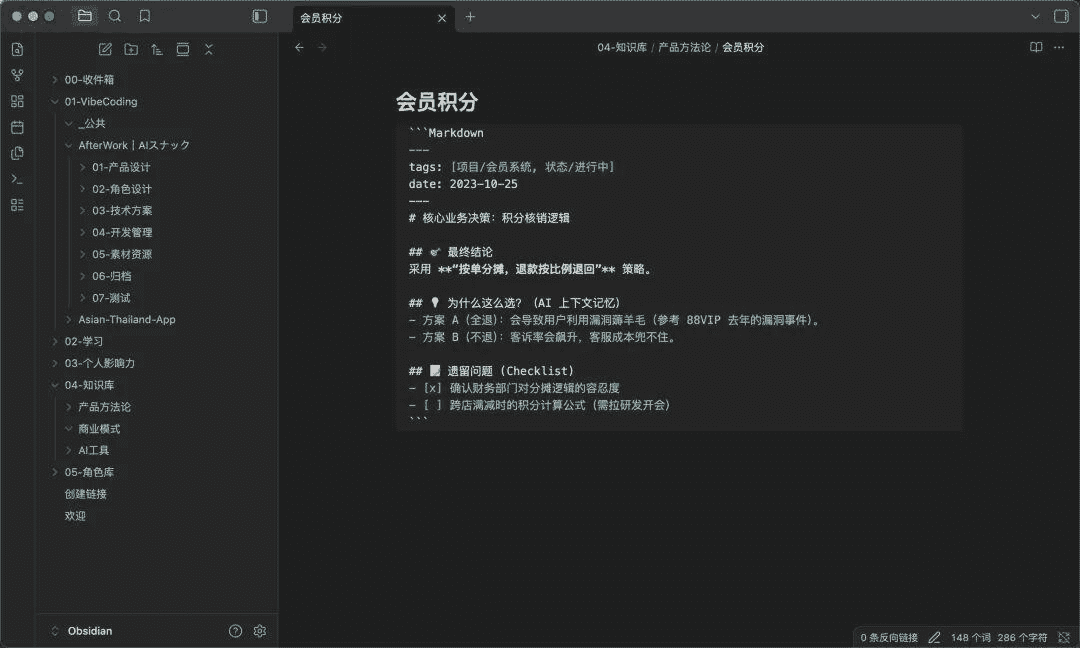 会员积分
04-知识库 / 产品方法论 / 会员积分
00-收件箱
01-VibeCoding
_公共
AfterWork | AIスナック
01-产品设计
02-角色设计
03-技术方案
04-开发管理
05-素材资源
06-归档
07-测试
Asian-Thailand-App
02-学习
03-个人影响力
04-知识库
产品方法论
商业模式
AI工具
05-角色库
创建链接
欢迎
Obsidian
会员积分
```Markdown
---
tags: [项目/会员系统, 状态/进行中]
date: 2023-10-25
---
# 核心业务决策: 积分核销逻辑
## 🎯 最终结论
采用 **“按单分摊，退款按比例退回”** 策略。
## 💡 为什么这么选? (AI 上下文记忆)
- 方案 A (全退): 会导致用户利用漏洞薅羊毛 (参考 88VIP 去年的漏洞事件)。
- 方案 B (不退): 客诉率会飙升，客服成本兜不住。
## 📝 遗留问题 (Checklist)
- [x] 确认财务部门对分摊逻辑的容忍度
- [ ] 跨店满减时的积分计算公式 (需拉研发开会)
```
0 条反向链接 148 个词 286 个字符